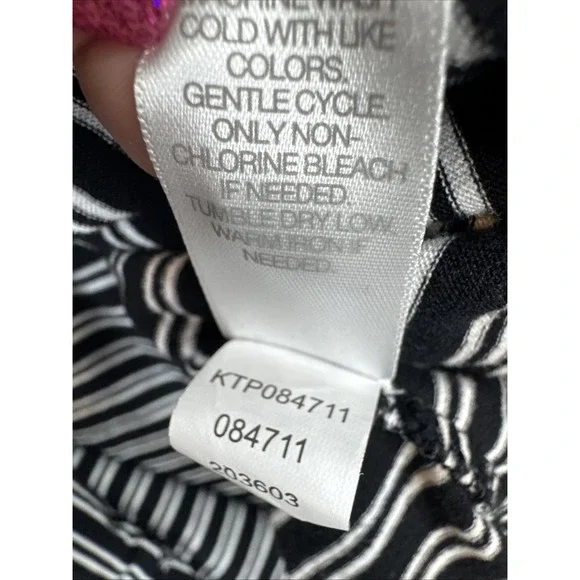 COLD WITH LIKE
COLORS.
GENTLE CYCLE.
ONLY NON-
CHLORINE BLEACH
IF NEEDED.
TUMBLE DRY LOW.
WARM IRON IF
NEEDED.
KTP084711
084711
203603